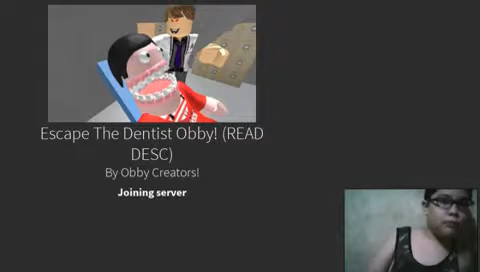 Escape The Dentist Obby! (READ
DESC)
By Obby Creators!
Joining server